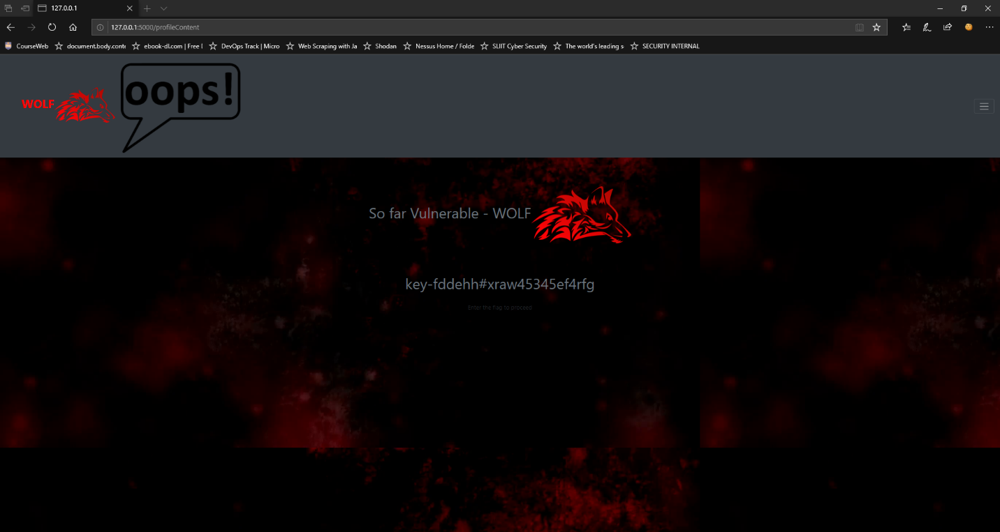 127.0.0.1
127.0.0.1:5000/profileContent
CourseWeb document.body.conte ebook-dl.com | Free l DevOps Track | Micro Web Scraping with Ja Shodan Nessus Home / Folde SLIIT Cyber Security The world's leading s SECURITY INTERNAL
WOLF oops!
So far Vulnerable - WOLF
key-fddehh#xraw45345ef4rfg
Enter the flag to proceed